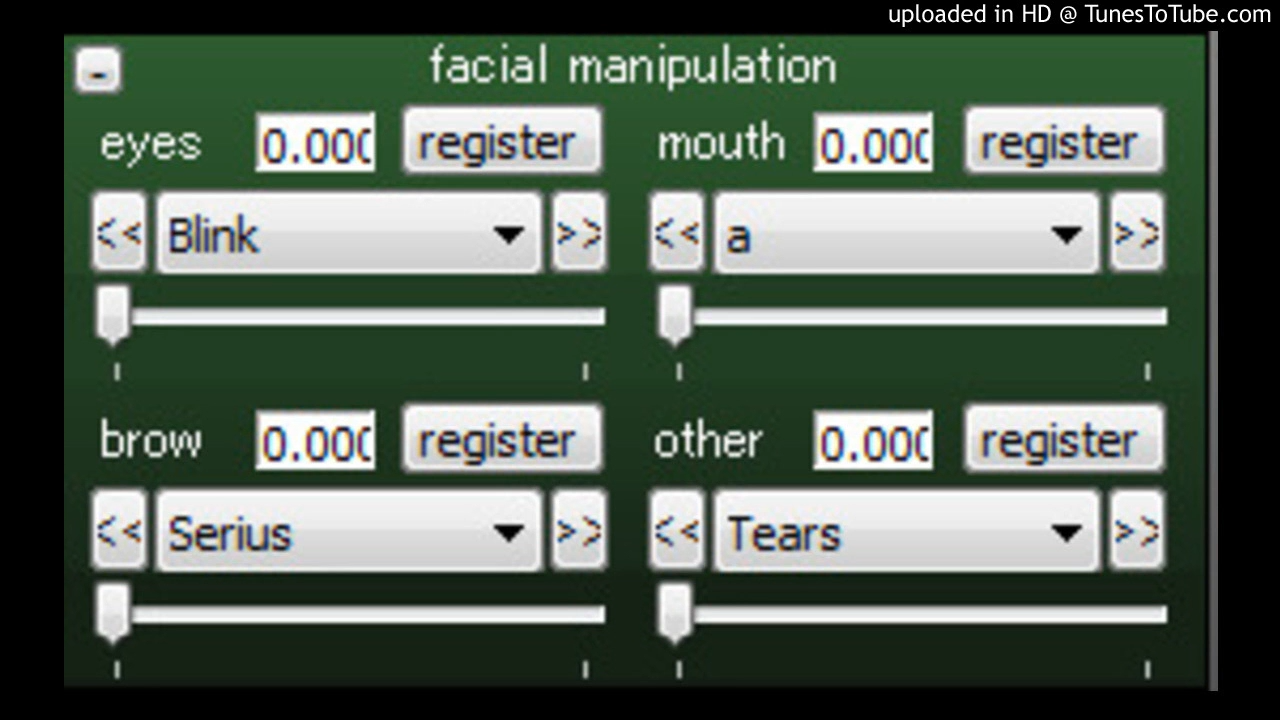 uploaded in HD @ TunesToTube.com
- facial manipulation
eyes 0.000 register mouth 0.000 register
<< Blink >> << a >>
brow 0.000 register other 0.000 register
<< Serius >> << Tears >>